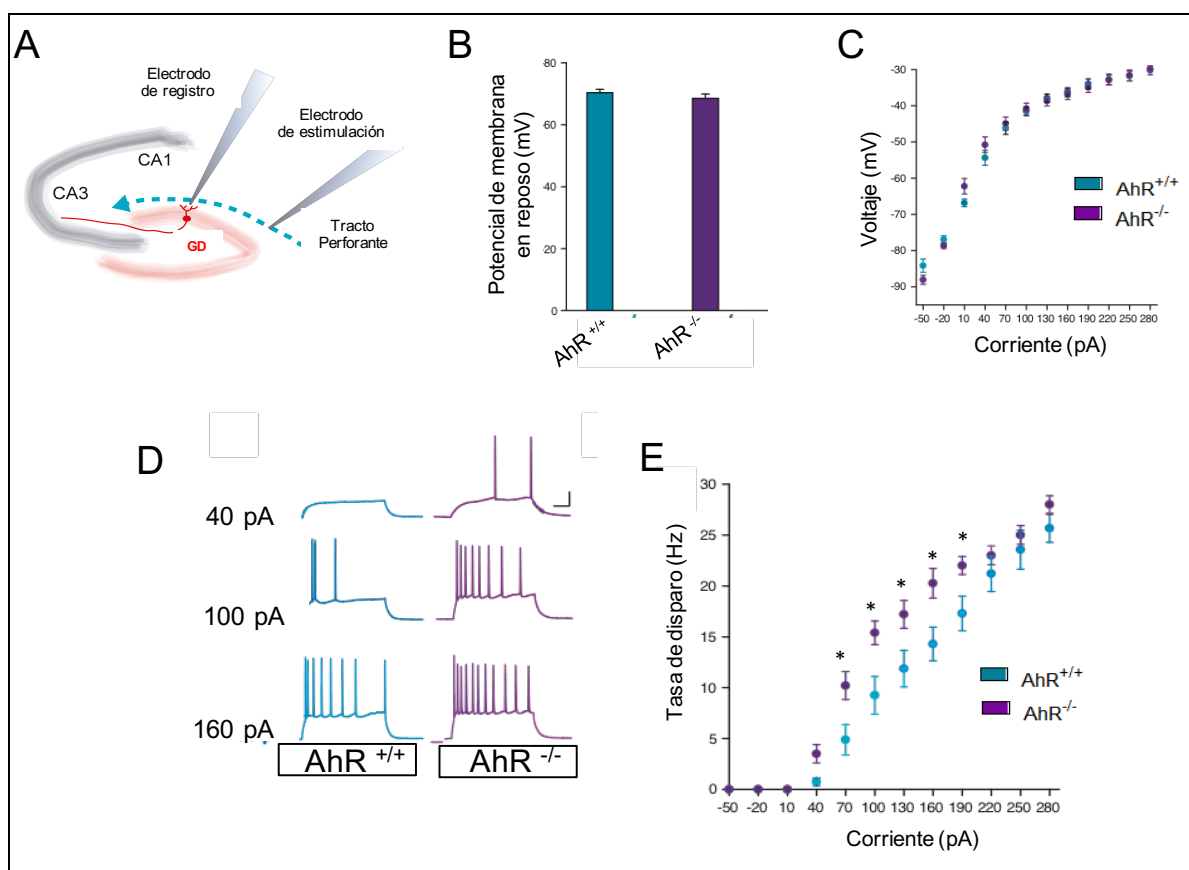 A
Electrodo
de registro
Electrodo
de estimulación
CA1
CA3
GD
Tracto
Perforante
B
Potencial de membrana
en reposo (mV)
80
60
40
20
0
AhR +/+
AhR -/-
C
Voltaje (mV)
-30
-40
-50
-60
-70
-80
-90
AhR+/+
AhR-/-
-50 -20 10 40 70 100 130 160 190 220 250 280
Corriente (pA)
D
40 pA
100 pA
160 pA
AhR +/+
AhR -/-
E
Tasa de disparo (Hz)
30
25
20
15
10
5
0
* * * * *
AhR+/+
AhR-/-
-50 -20 10 40 70 100 130 160 190 220 250 280
Corriente (pA)